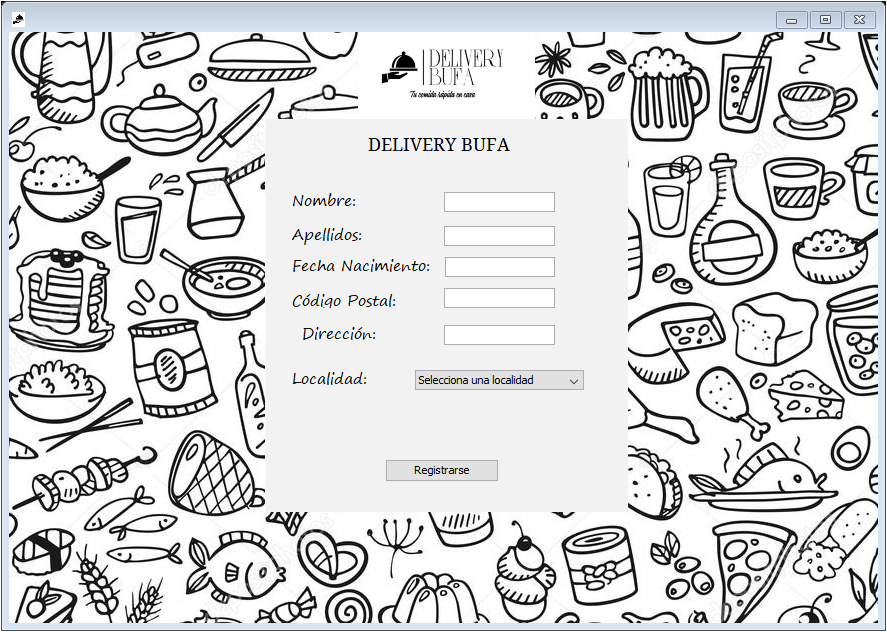 DELIVERY
BUFA
Tu comida rápida en casa
DELIVERY BUFA
Nombre:
Apellidos:
Fecha Nacimiento:
Código Postal:
Dirección:
Localidad:
Selecciona una localidad
Registrarse